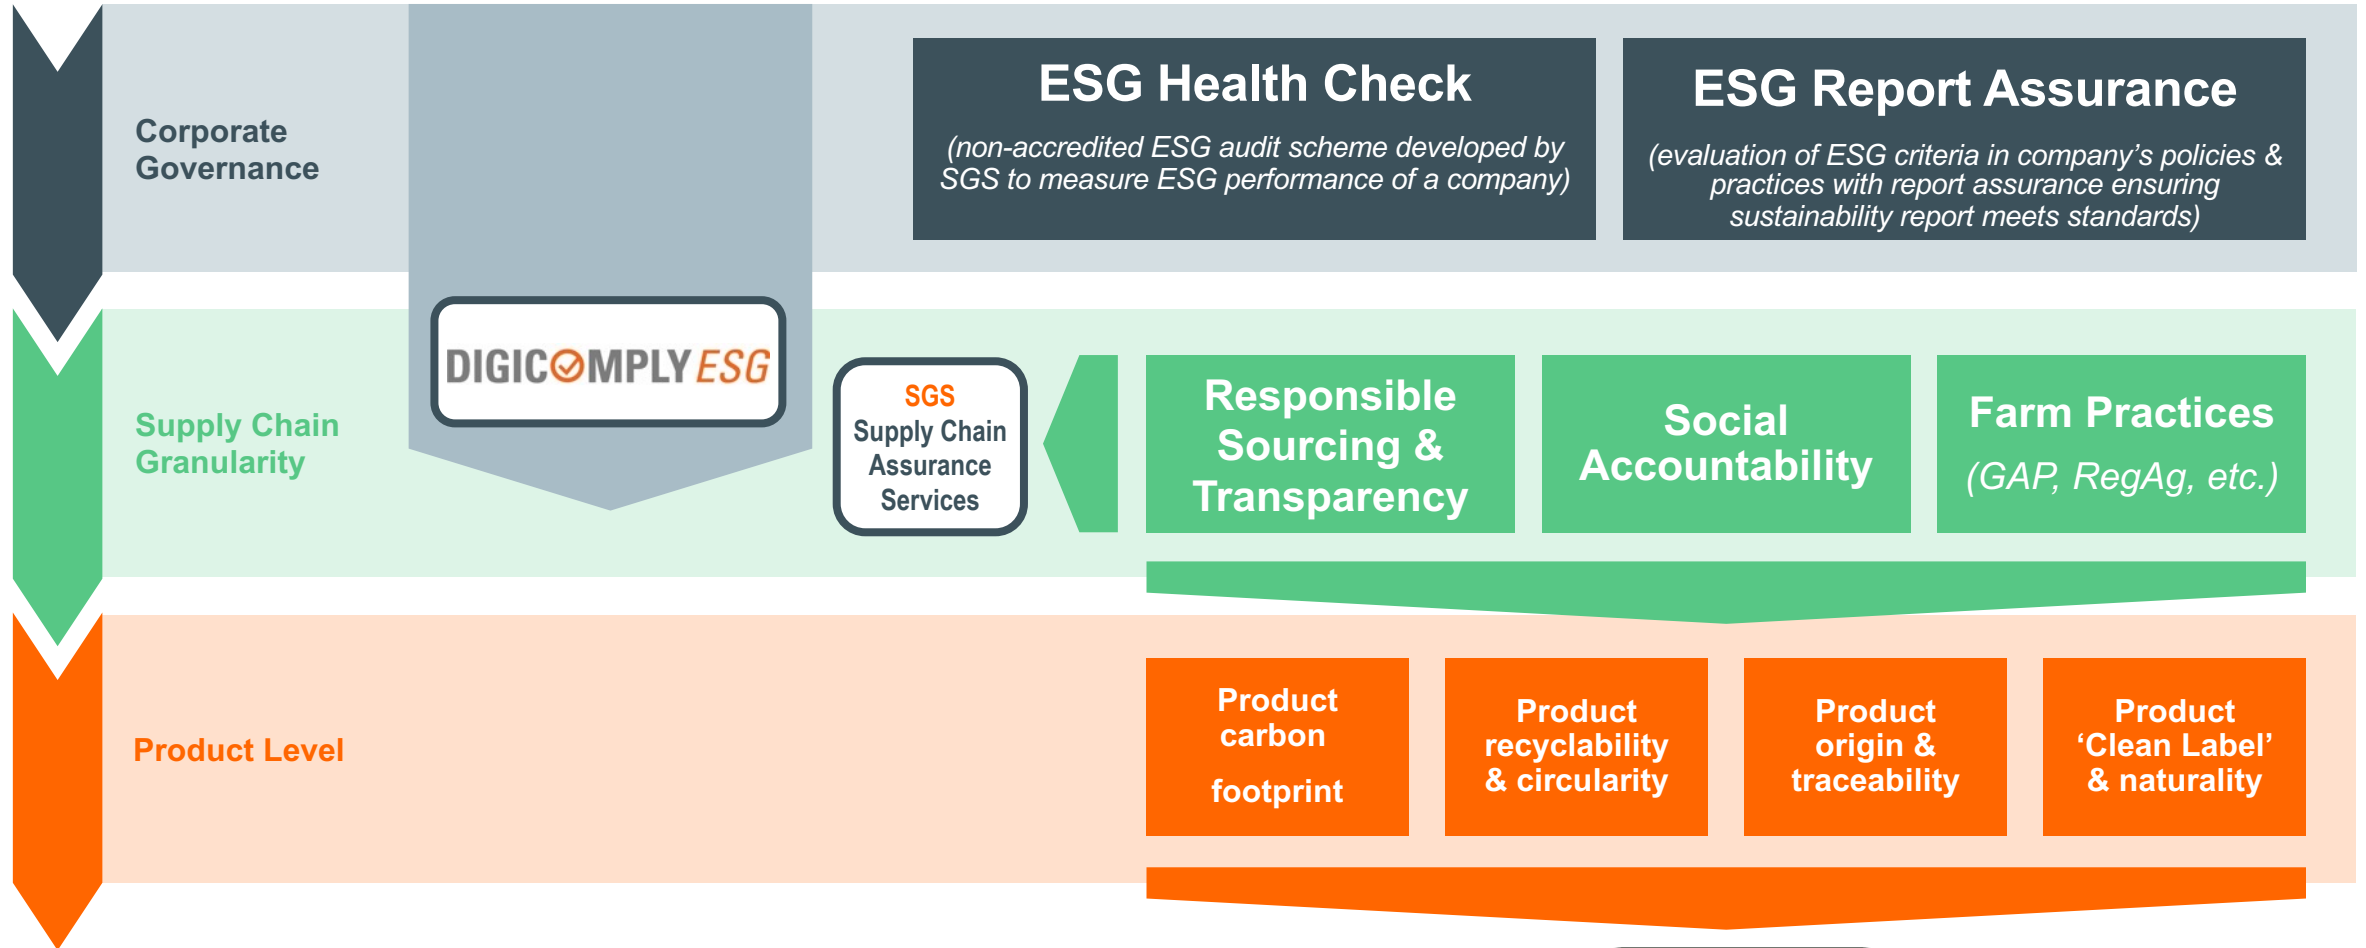 Corporate
Governance
ESG Health Check
(non-accredited ESG audit scheme developed by
SGS to measure ESG performance of a company)
ESG Report Assurance
(evaluation of ESG criteria in company’s policies &
practices with report assurance ensuring
sustainability report meets standards)
Supply Chain
Granularity
DIGICOMPLY ESG
SGS
Supply Chain
Assurance
Services
Responsible
Sourcing &
Transparency
Social
Accountability
Farm Practices
(GAP, RegAg, etc.)
Product Level
Product
carbon
footprint
Product
recyclability
& circularity
Product
origin &
traceability
Product
‘Clean Label’
& naturality